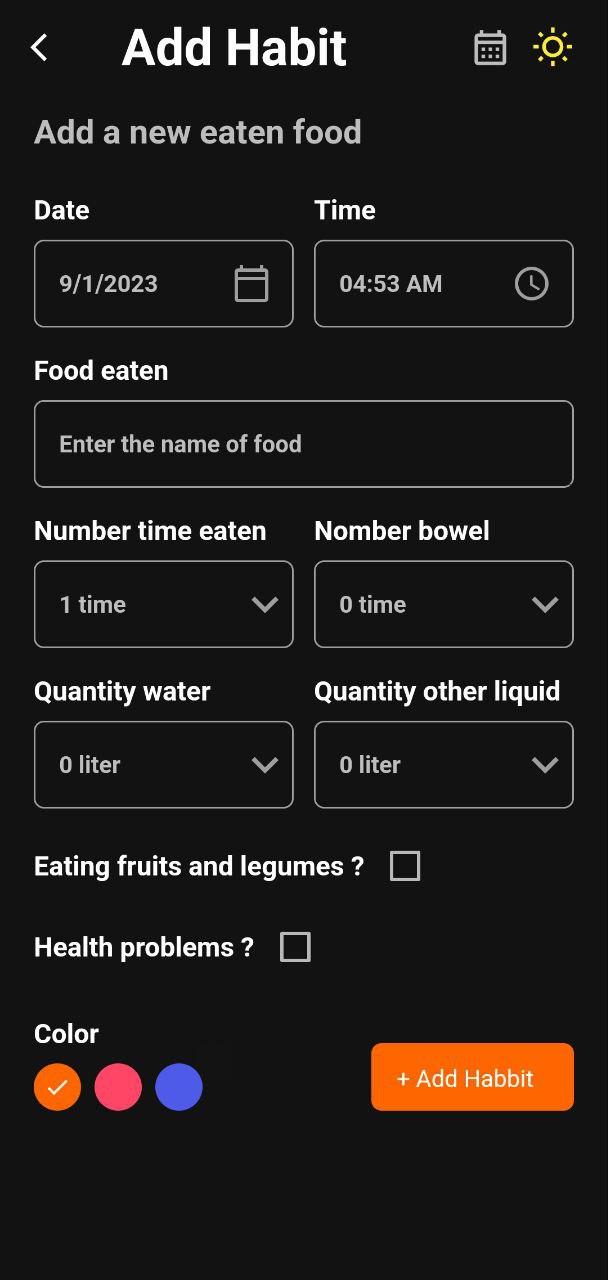 Add Habit
Add a new eaten food
Date Time
9/1/2023 04:53 AM
Food eaten
Enter the name of food
Number time eaten Nomber bowel
1 time 0 time
Quantity water Quantity other liquid
0 liter 0 liter
Eating fruits and legumes ?
Health problems ?
Color
+ Add Habbit